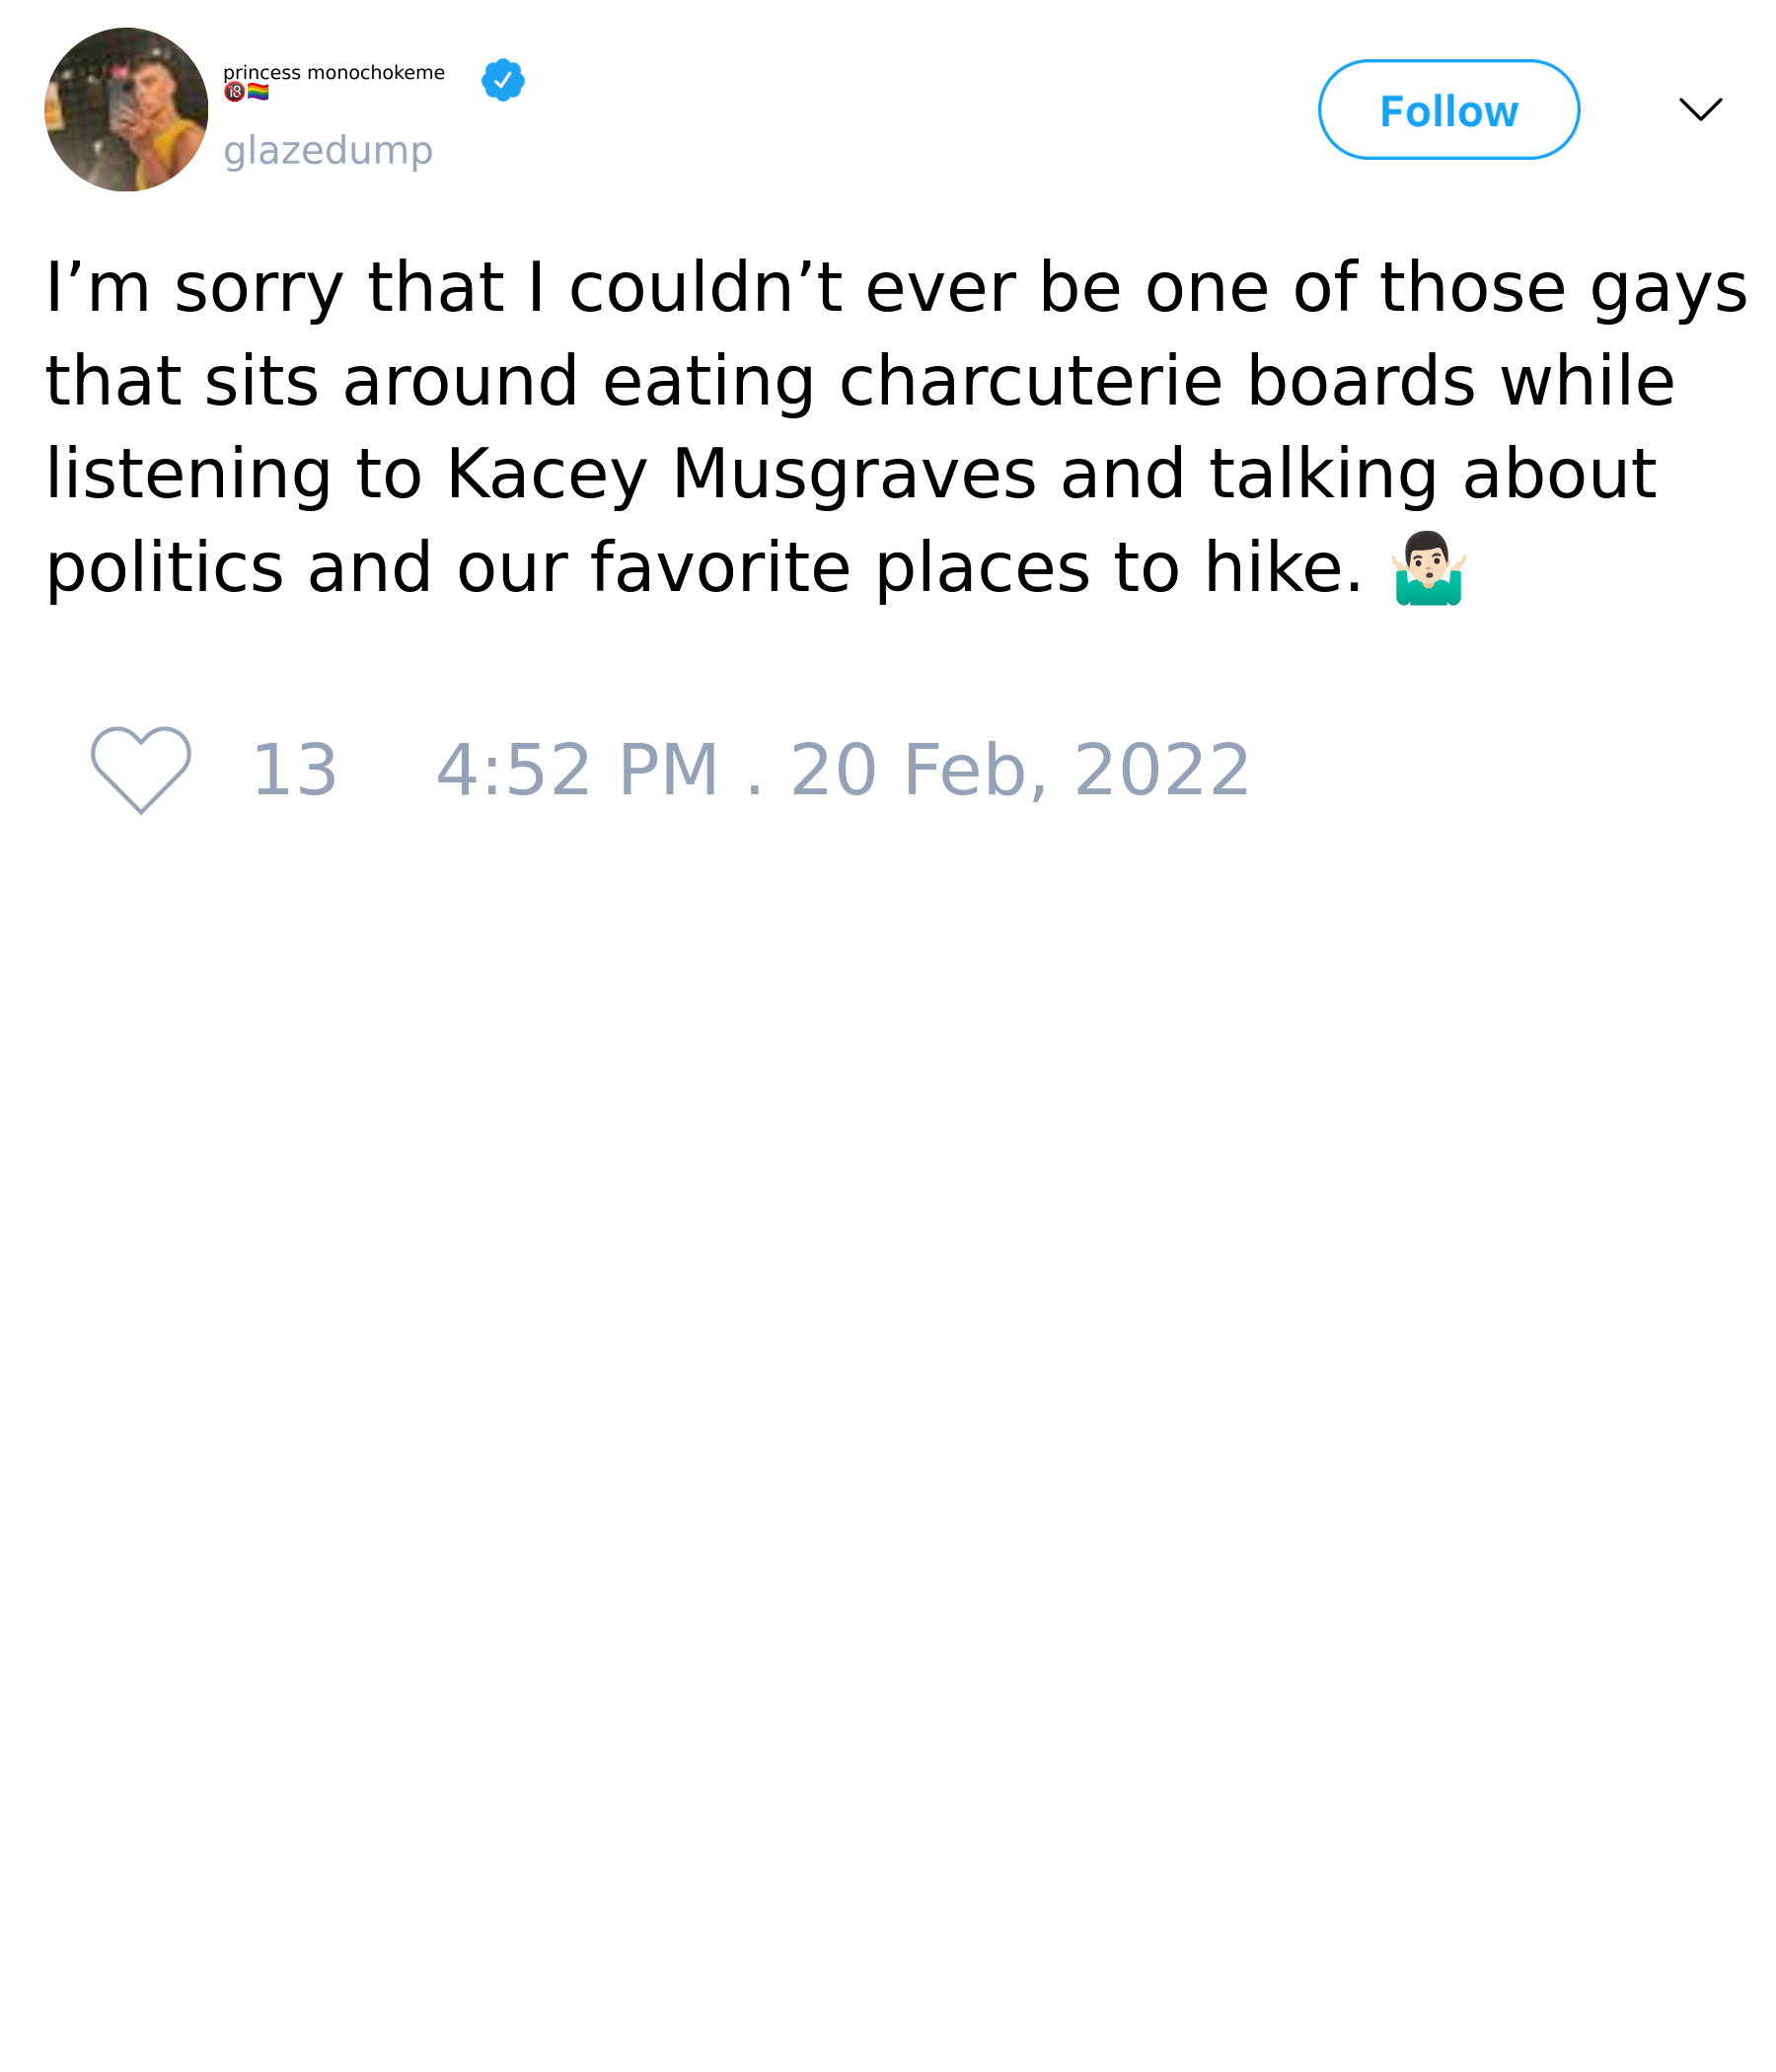 princess monochokeme
🔞🏳️‍🌈
glazedump
Follow
I’m sorry that I couldn’t ever be one of those gays
that sits around eating charcuterie boards while
listening to Kacey Musgraves and talking about
politics and our favorite places to hike. 🤷🏻‍♂️
13 4:52 PM . 20 Feb, 2022